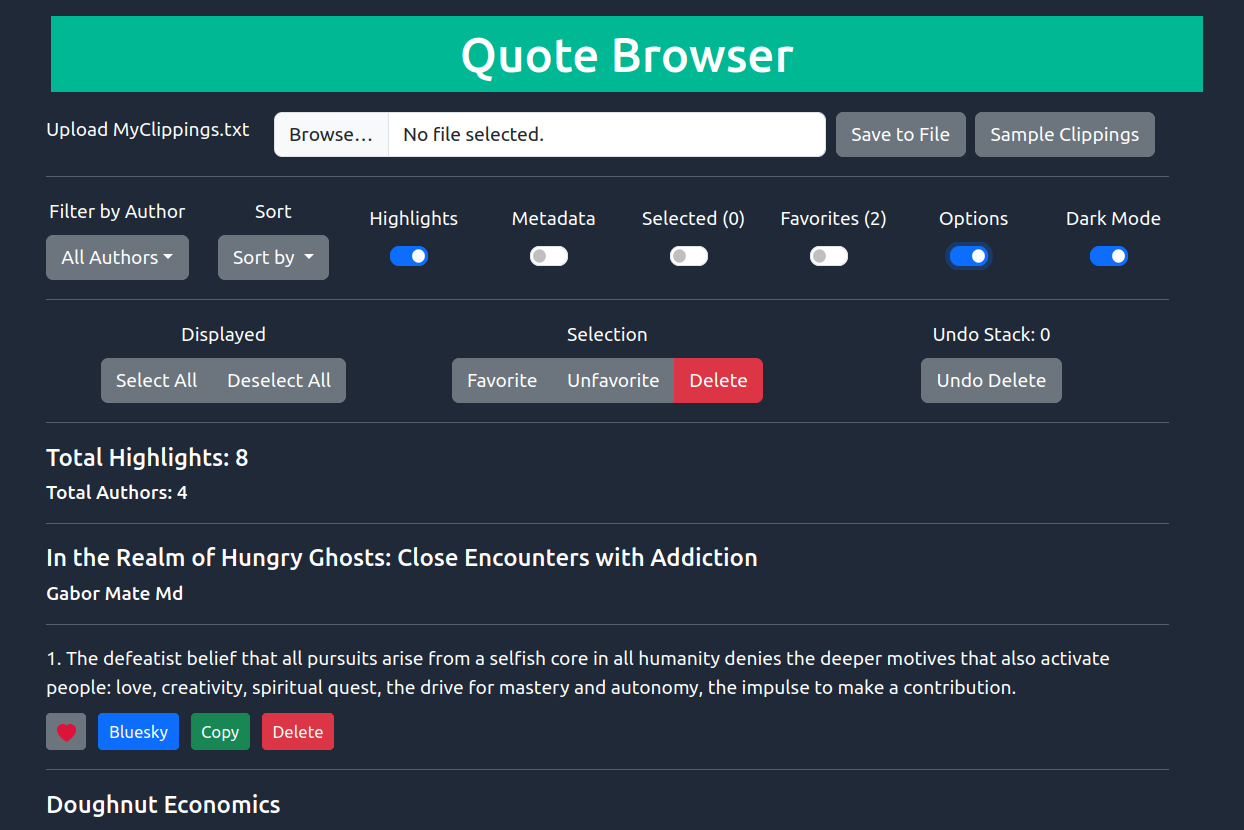 Quote Browser
Upload MyClippings.txt Browse... No file selected. Save to File Sample Clippings
Filter by Author Sort Highlights Metadata Selected (0) Favorites (2) Options Dark Mode
All Authors Sort by
Displayed Selection Undo Stack: 0
Select All Deselect All Favorite Unfavorite Delete Undo Delete
Total Highlights: 8
Total Authors: 4
In the Realm of Hungry Ghosts: Close Encounters with Addiction
Gabor Mate Md
1. The defeatist belief that all pursuits arise from a selfish core in all humanity denies the deeper motives that also activate
people: love, creativity, spiritual quest, the drive for mastery and autonomy, the impulse to make a contribution.
Bluesky Copy Delete
Doughnut Economics